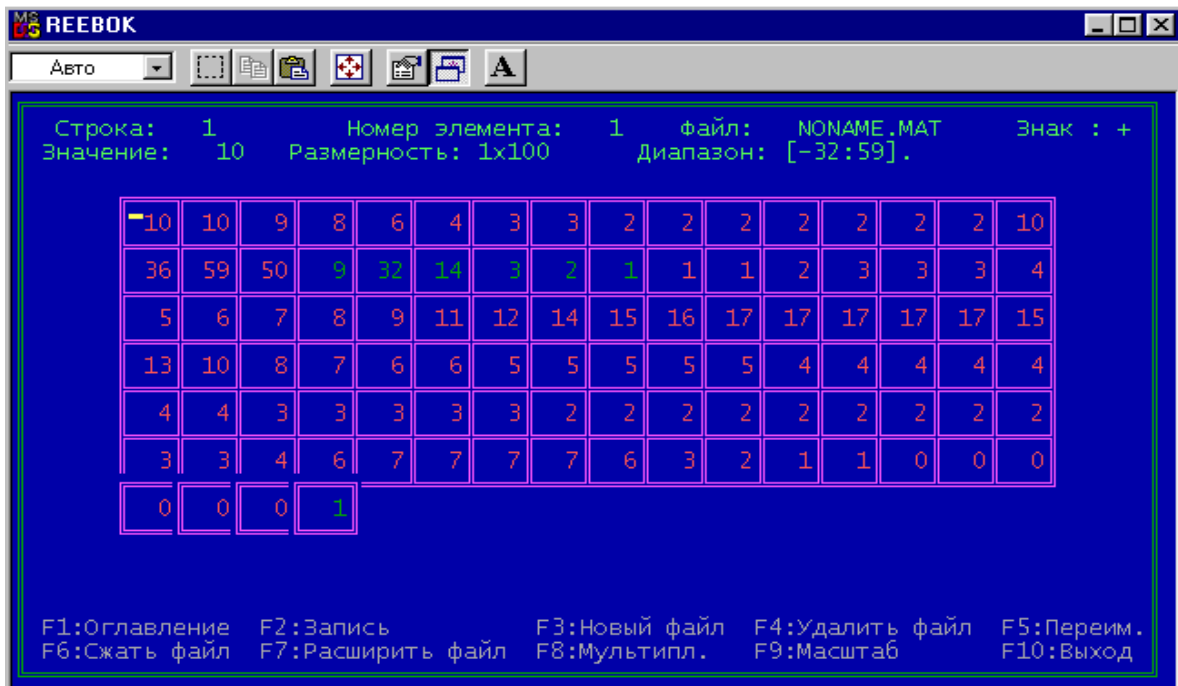 REEBOK
Авто
A
Строка: 1 Номер элемента: 1 Файл: NONAME.MAT Знак : +
Значение: 10 Размерность: 1x100 Диапазон: [-32:59].
10 10 9 8 6 4 3 3 2 2 2 2 2 2 2 10
36 59 50 9 32 14 3 2 1 1 1 2 3 3 3 4
5 6 7 8 9 11 12 14 15 16 17 17 17 17 17 15
13 10 8 7 6 6 5 5 5 5 5 4 4 4 4 4
4 4 3 3 3 3 3 2 2 2 2 2 2 2 2 2
3 3 4 6 7 7 7 7 6 3 2 1 1 0 0 0
0 0 0 1
F1:Оглавление F2:Запись F3:Новый файл F4:Удалить файл F5:Переим.
F6:Сжать файл F7:Расширить файл F8:Мультипл. F9:Масштаб F10:Выход